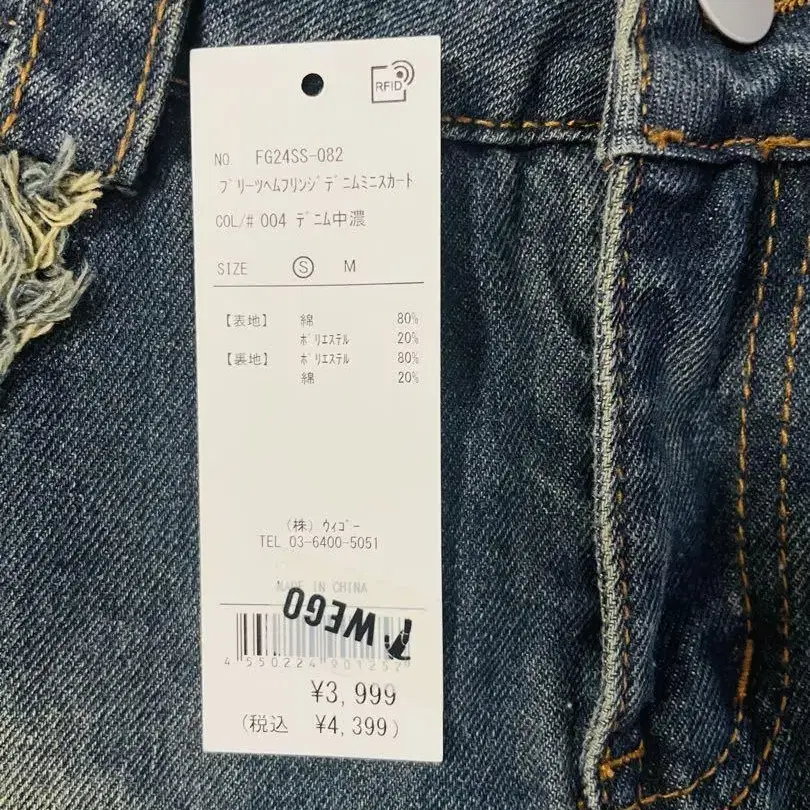 RFID
NO FG24SS-082
プリーツヘムフリンジデニムミニスカート
COL/# 004 デニム中濃
SIZE Ⓢ M
【表地】 綿 80%
ポリエステル 20%
【裏地】 ポリエステル 80%
綿 20%
(株) ウィゴー
TEL 03-6400-5051
MADE IN CHINA
WEGO
4 550224 901257
¥3,999
(税込 ¥4,399)